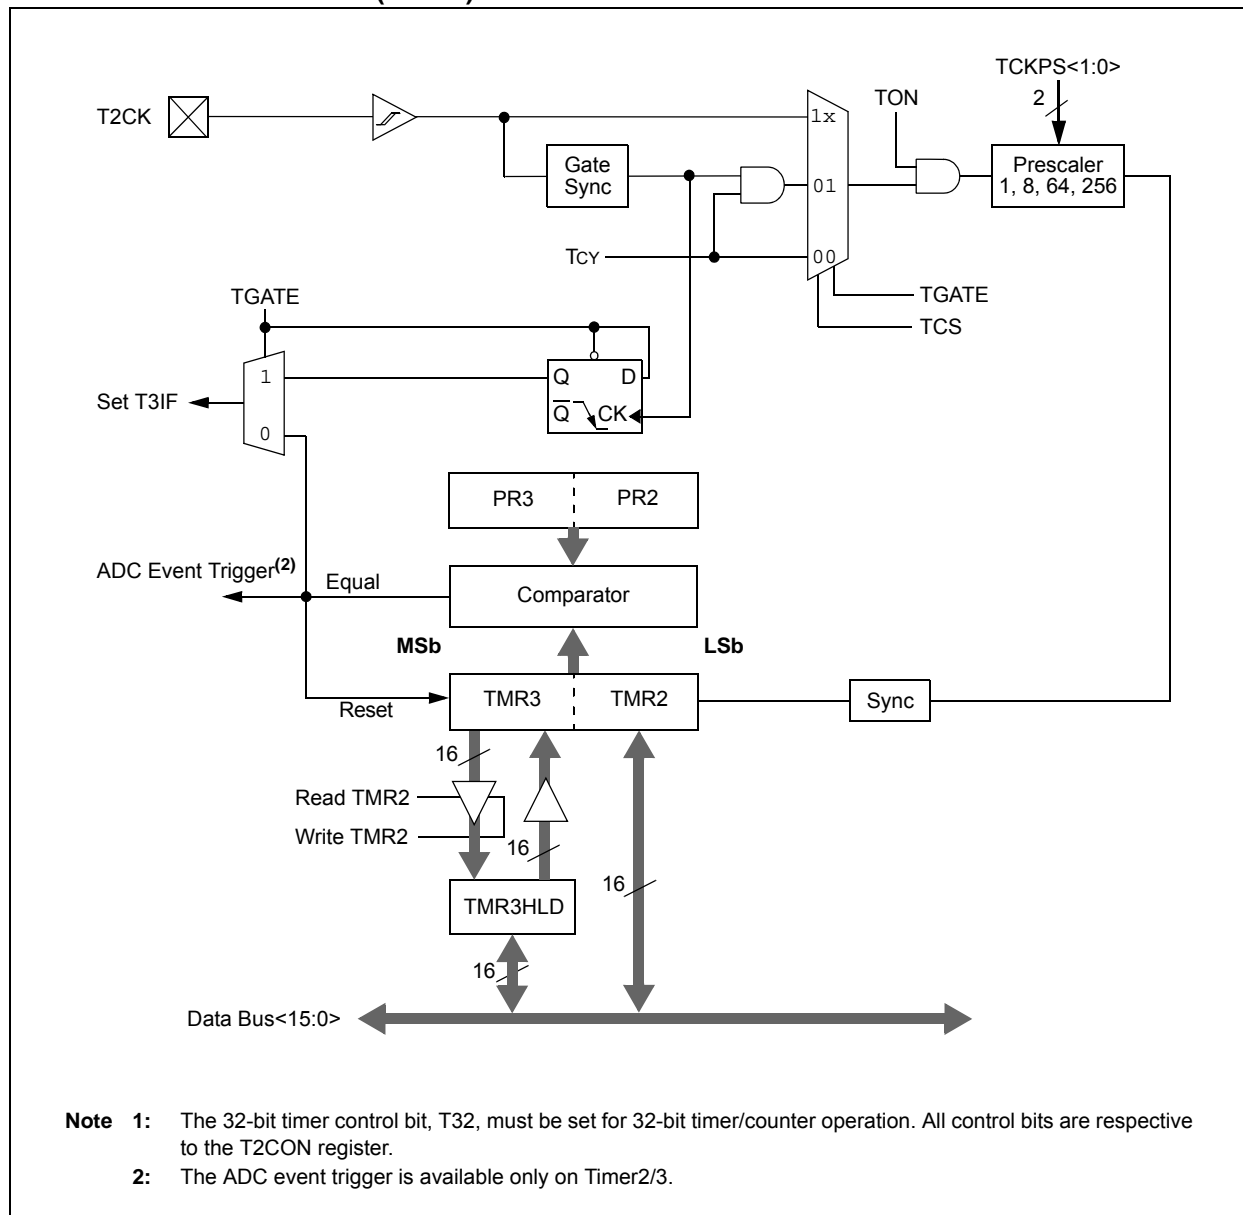 TCKPS<1:0>
2
TON
T2CK
1x
Gate
Sync
Prescaler
1, 8, 64, 256
01
TCY
00
TGATE
TGATE
TCS
1
Q
D
Set T3IF
Q
CK
0
PR3
PR2
ADC Event Trigger(2)
Equal
Comparator
MSb
LSb
TMR3
TMR2
Sync
Reset
16
Read TMR2
Write TMR2
16
16
TMR3HLD
16
Data Bus<15:0>
Note 1: The 32-bit timer control bit, T32, must be set for 32-bit timer/counter operation. All control bits are respective
to the T2CON register.
2: The ADC event trigger is available only on Timer2/3.